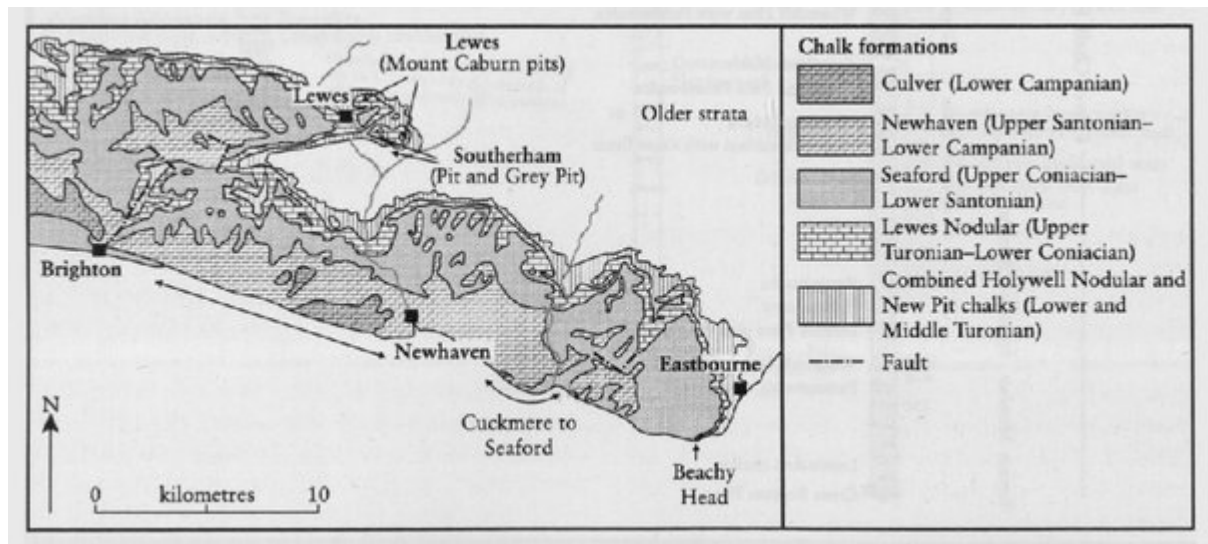 Lewes
(Mount Caburn pits)
Lewes
Older strata
Southerham
(Pit and Grey Pit)
Brighton
Newhaven
Eastbourne
Cuckmere to
Seaford
Beachy
Head
N
0 kilometres 10
Chalk formations
Culver (Lower Campanian)
Newhaven (Upper Santonian–
Lower Campanian)
Seaford (Upper Coniacian–
Lower Santonian)
Lewes Nodular (Upper
Turonian–Lower Coniacian)
Combined Holywell Nodular and
New Pit chalks (Lower and
Middle Turonian)
Fault